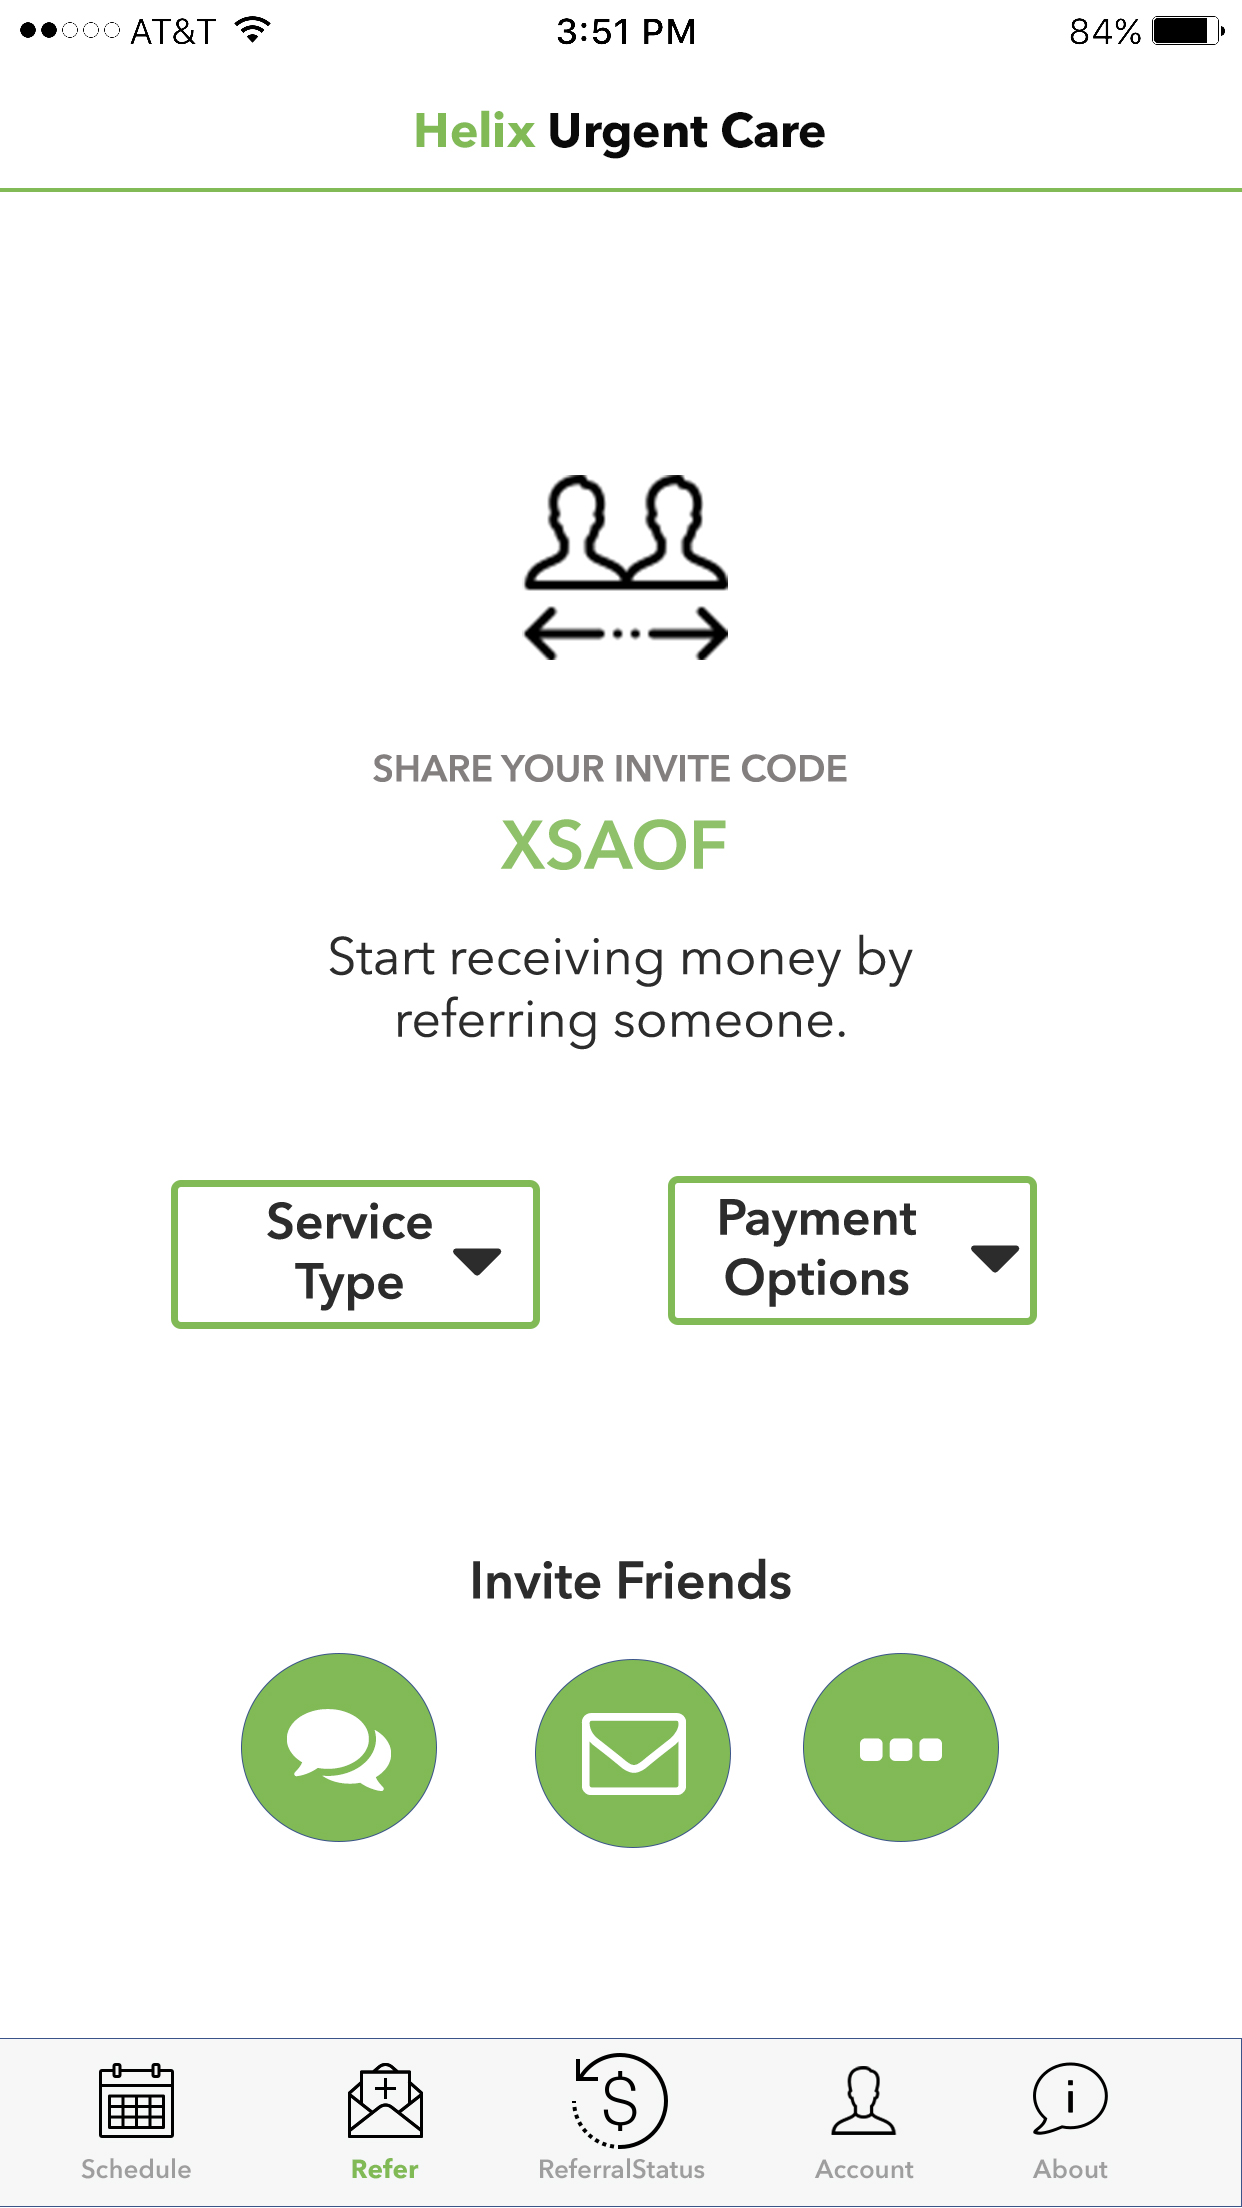 AT&T 3:51 PM 84%
Helix Urgent Care
SHARE YOUR INVITE CODE
XSAOF
Start receiving money by
referring someone.
Service
Type
Payment
Options
Invite Friends
Schedule Refer ReferralStatus Account About